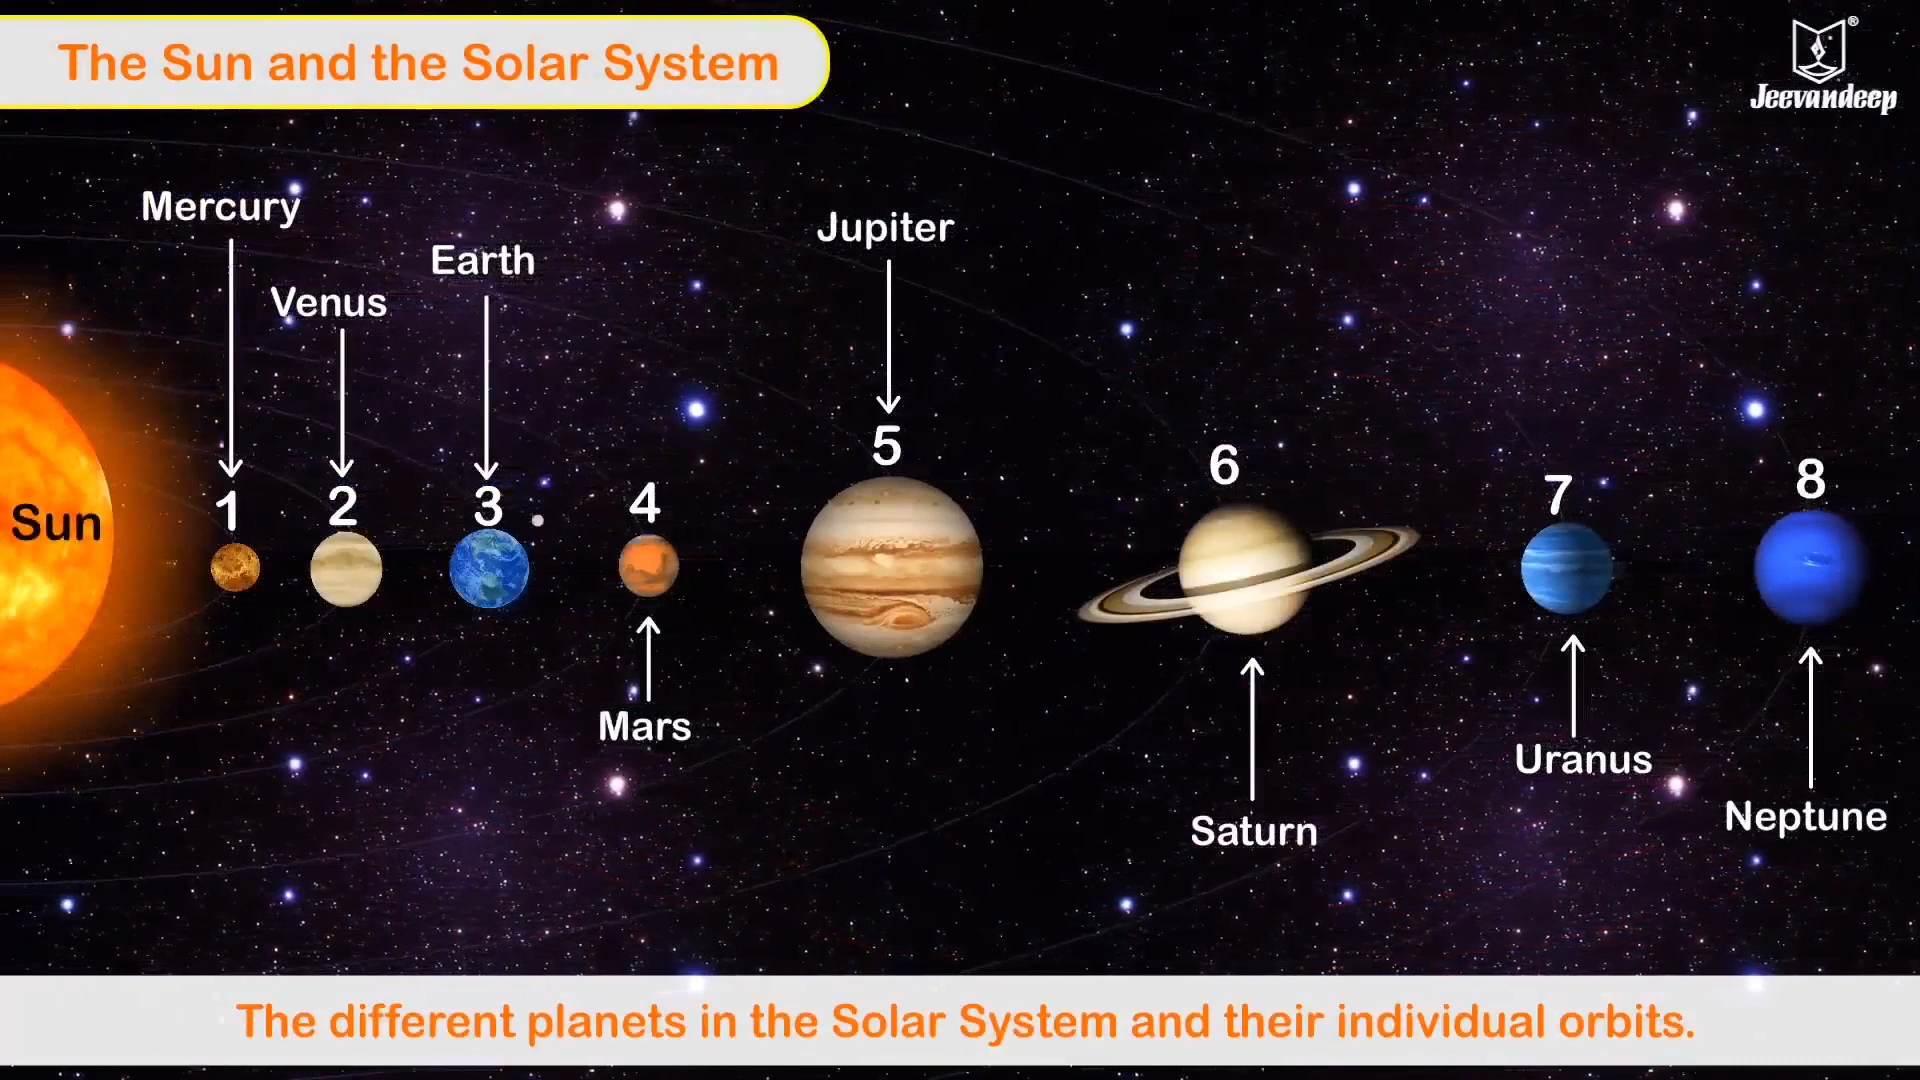 The Sun and the Solar System
®
Jeevandeep
Mercury
Venus
Earth
Jupiter
Sun
1
2
3
4
5
6
7
8
Mars
Saturn
Uranus
Neptune
The different planets in the Solar System and their individual orbits.